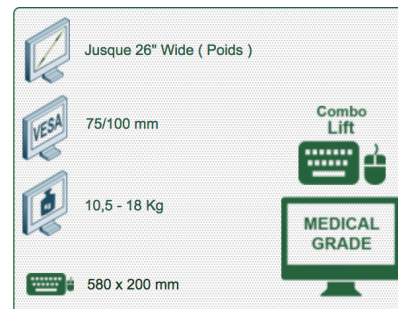 Jusque 26" Wide ( Poids )
VESA
75/100 mm
Combo
Lift
KG
10,5 - 18 Kg
MEDICAL
GRADE
580 x 200 mm